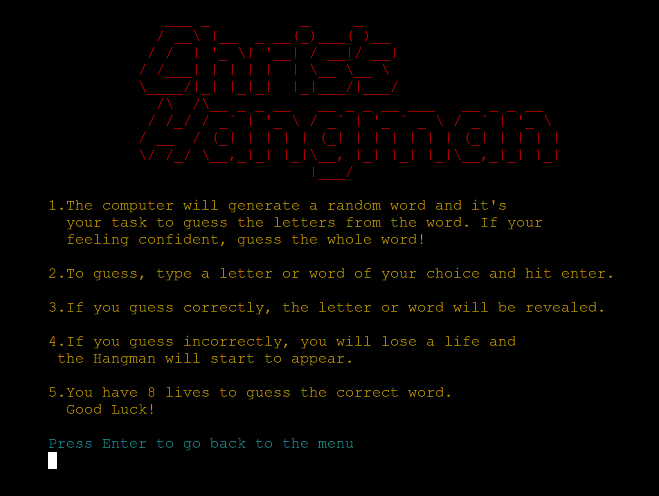 Chris's
Hangman
1.The computer will generate a random word and it's
your task to guess the letters from the word. If your
feeling confident, guess the whole word!
2.To guess, type a letter or word of your choice and hit enter.
3.If you guess correctly, the letter or word will be revealed.
4.If you guess incorrectly, you will lose a life and
the Hangman will start to appear.
5.You have 8 lives to guess the correct word.
Good Luck!
Press Enter to go back to the menu